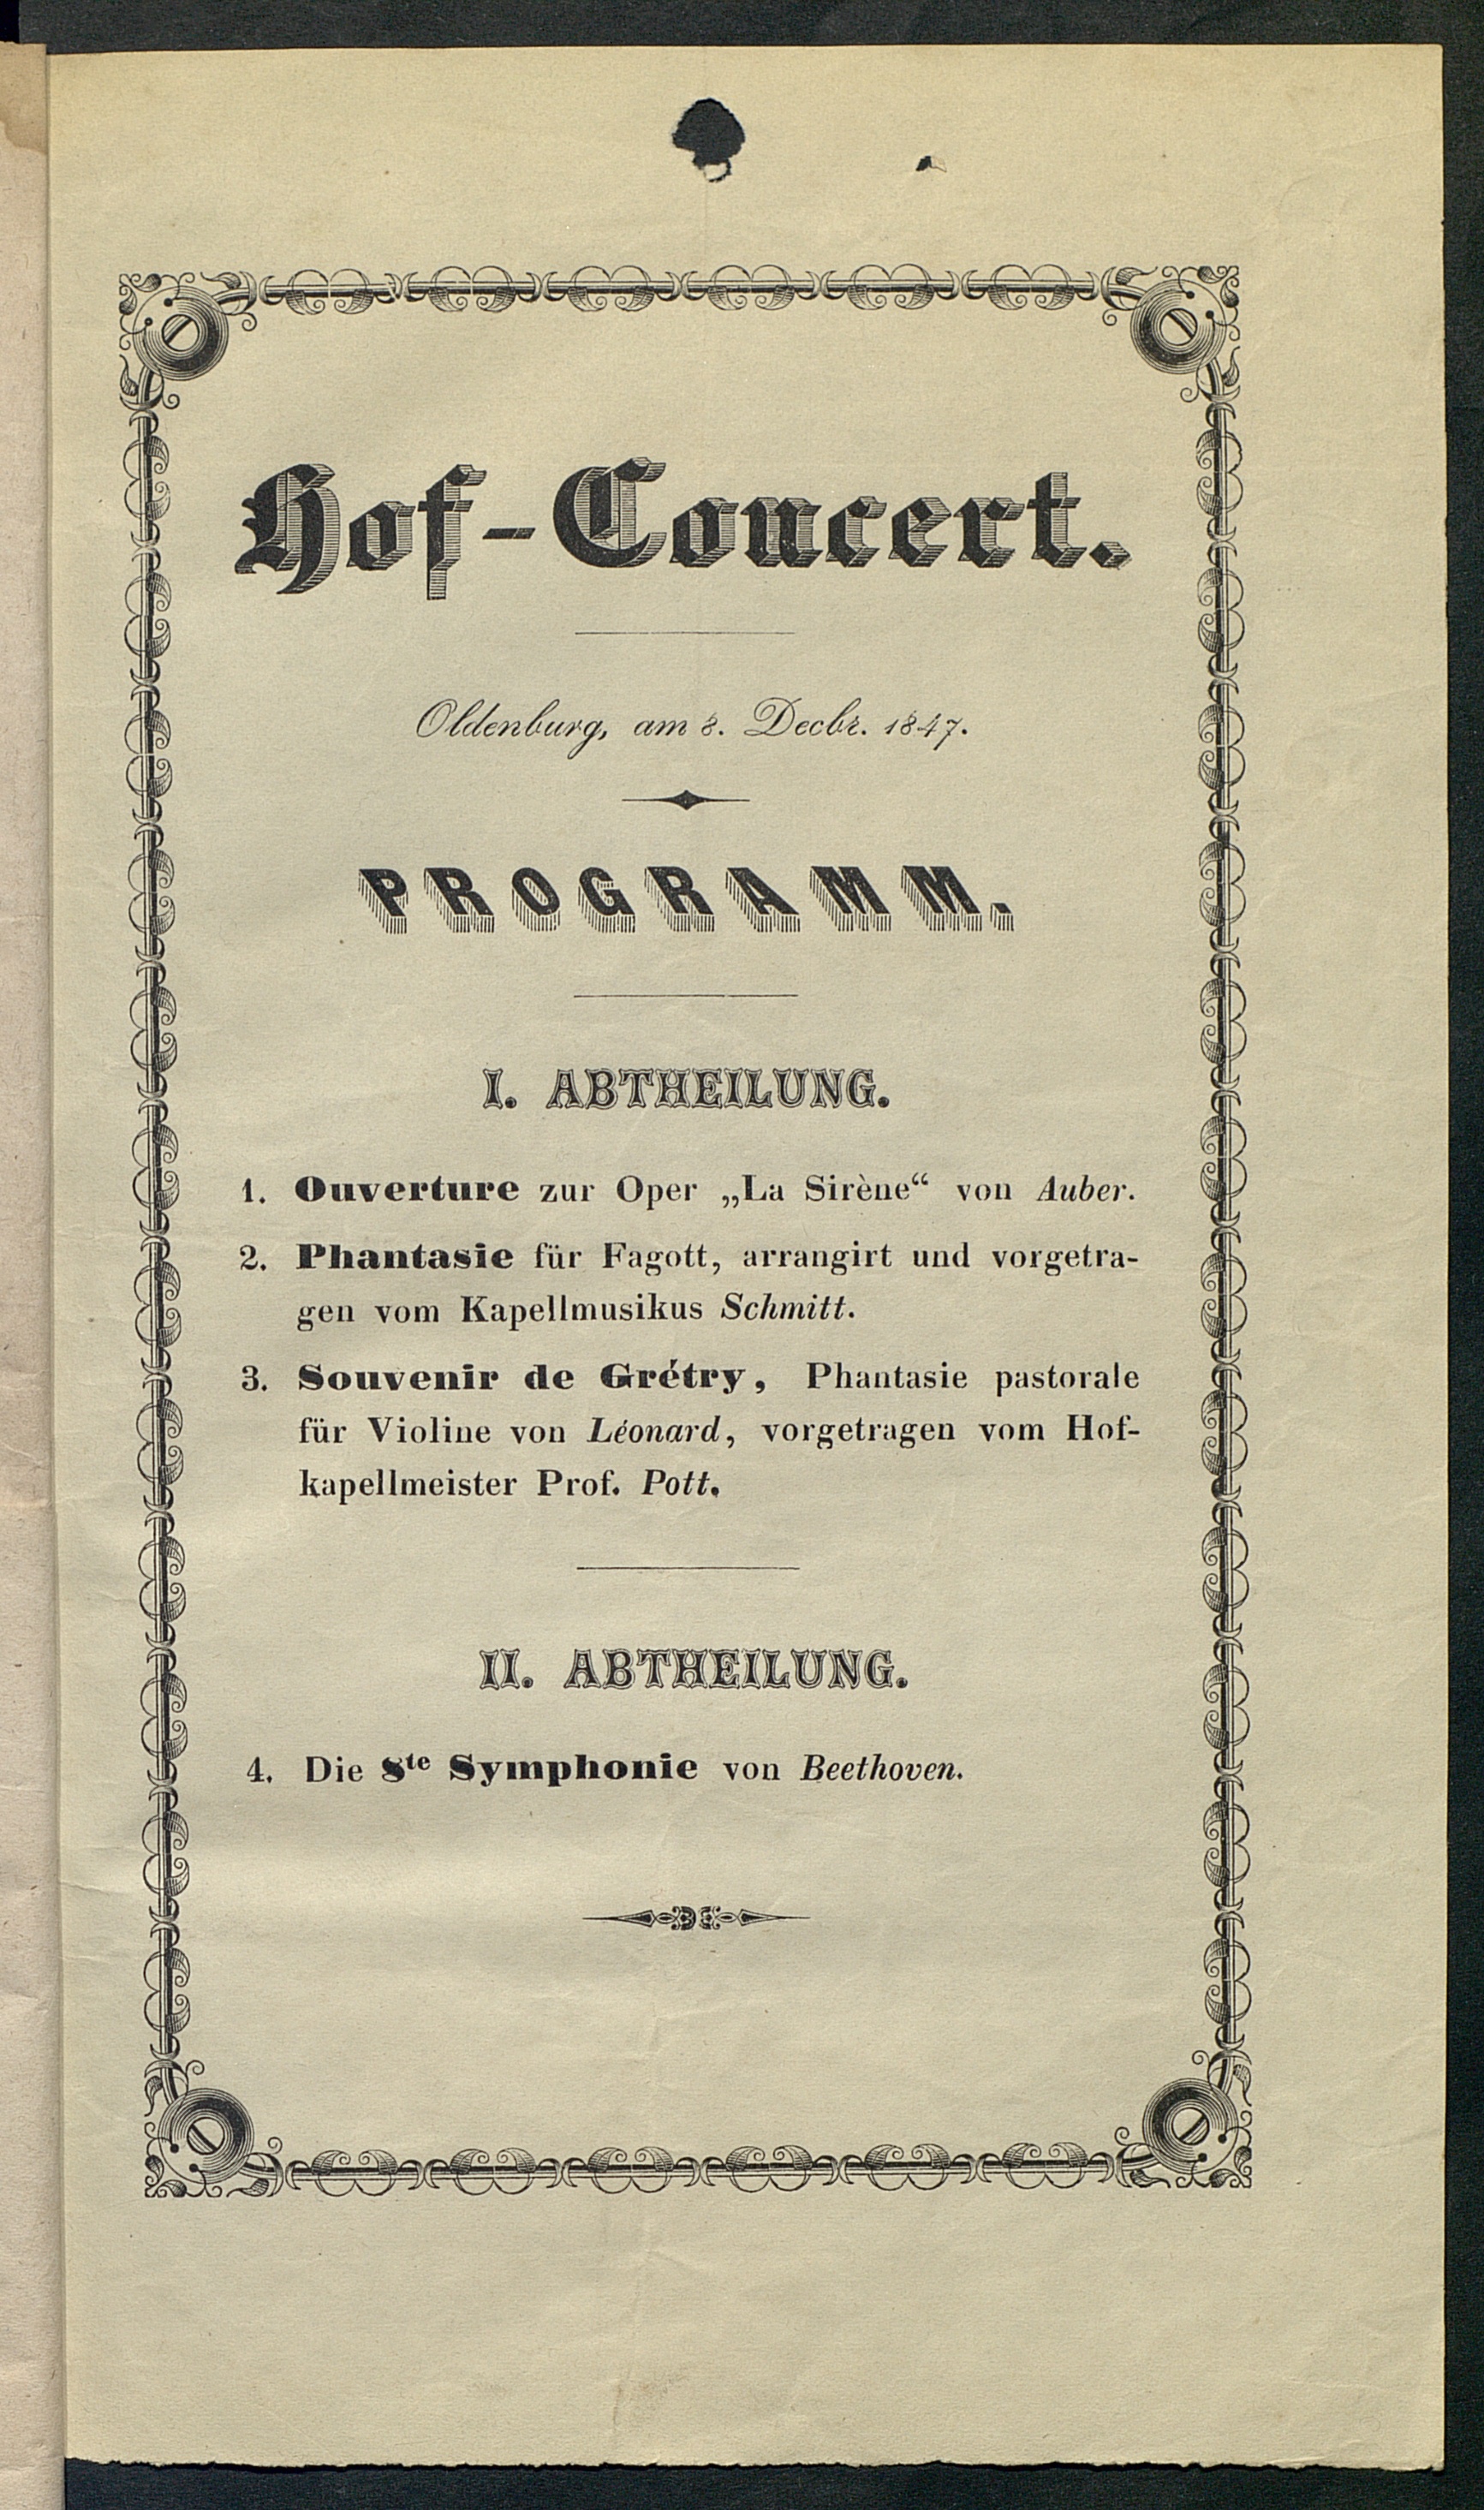 Hof-Concert.
Oldenburg, am 8. Decbr. 1847.
PROGRAMM.
I. ABTHEILUNG.
1. Ouverture zur Oper „La Sirène“ von Auber.
2. Phantasie für Fagott, arrangirt und vorgetra-
gen vom Kapellmusikus Schmitt.
3. Souvenir de Grétry, Phantasie pastorale
für Violine von Léonard, vorgetragen vom Hof-
kapellmeister Prof. Pott.
II. ABTHEILUNG.
4. Die 8te Symphonie von Beethoven.